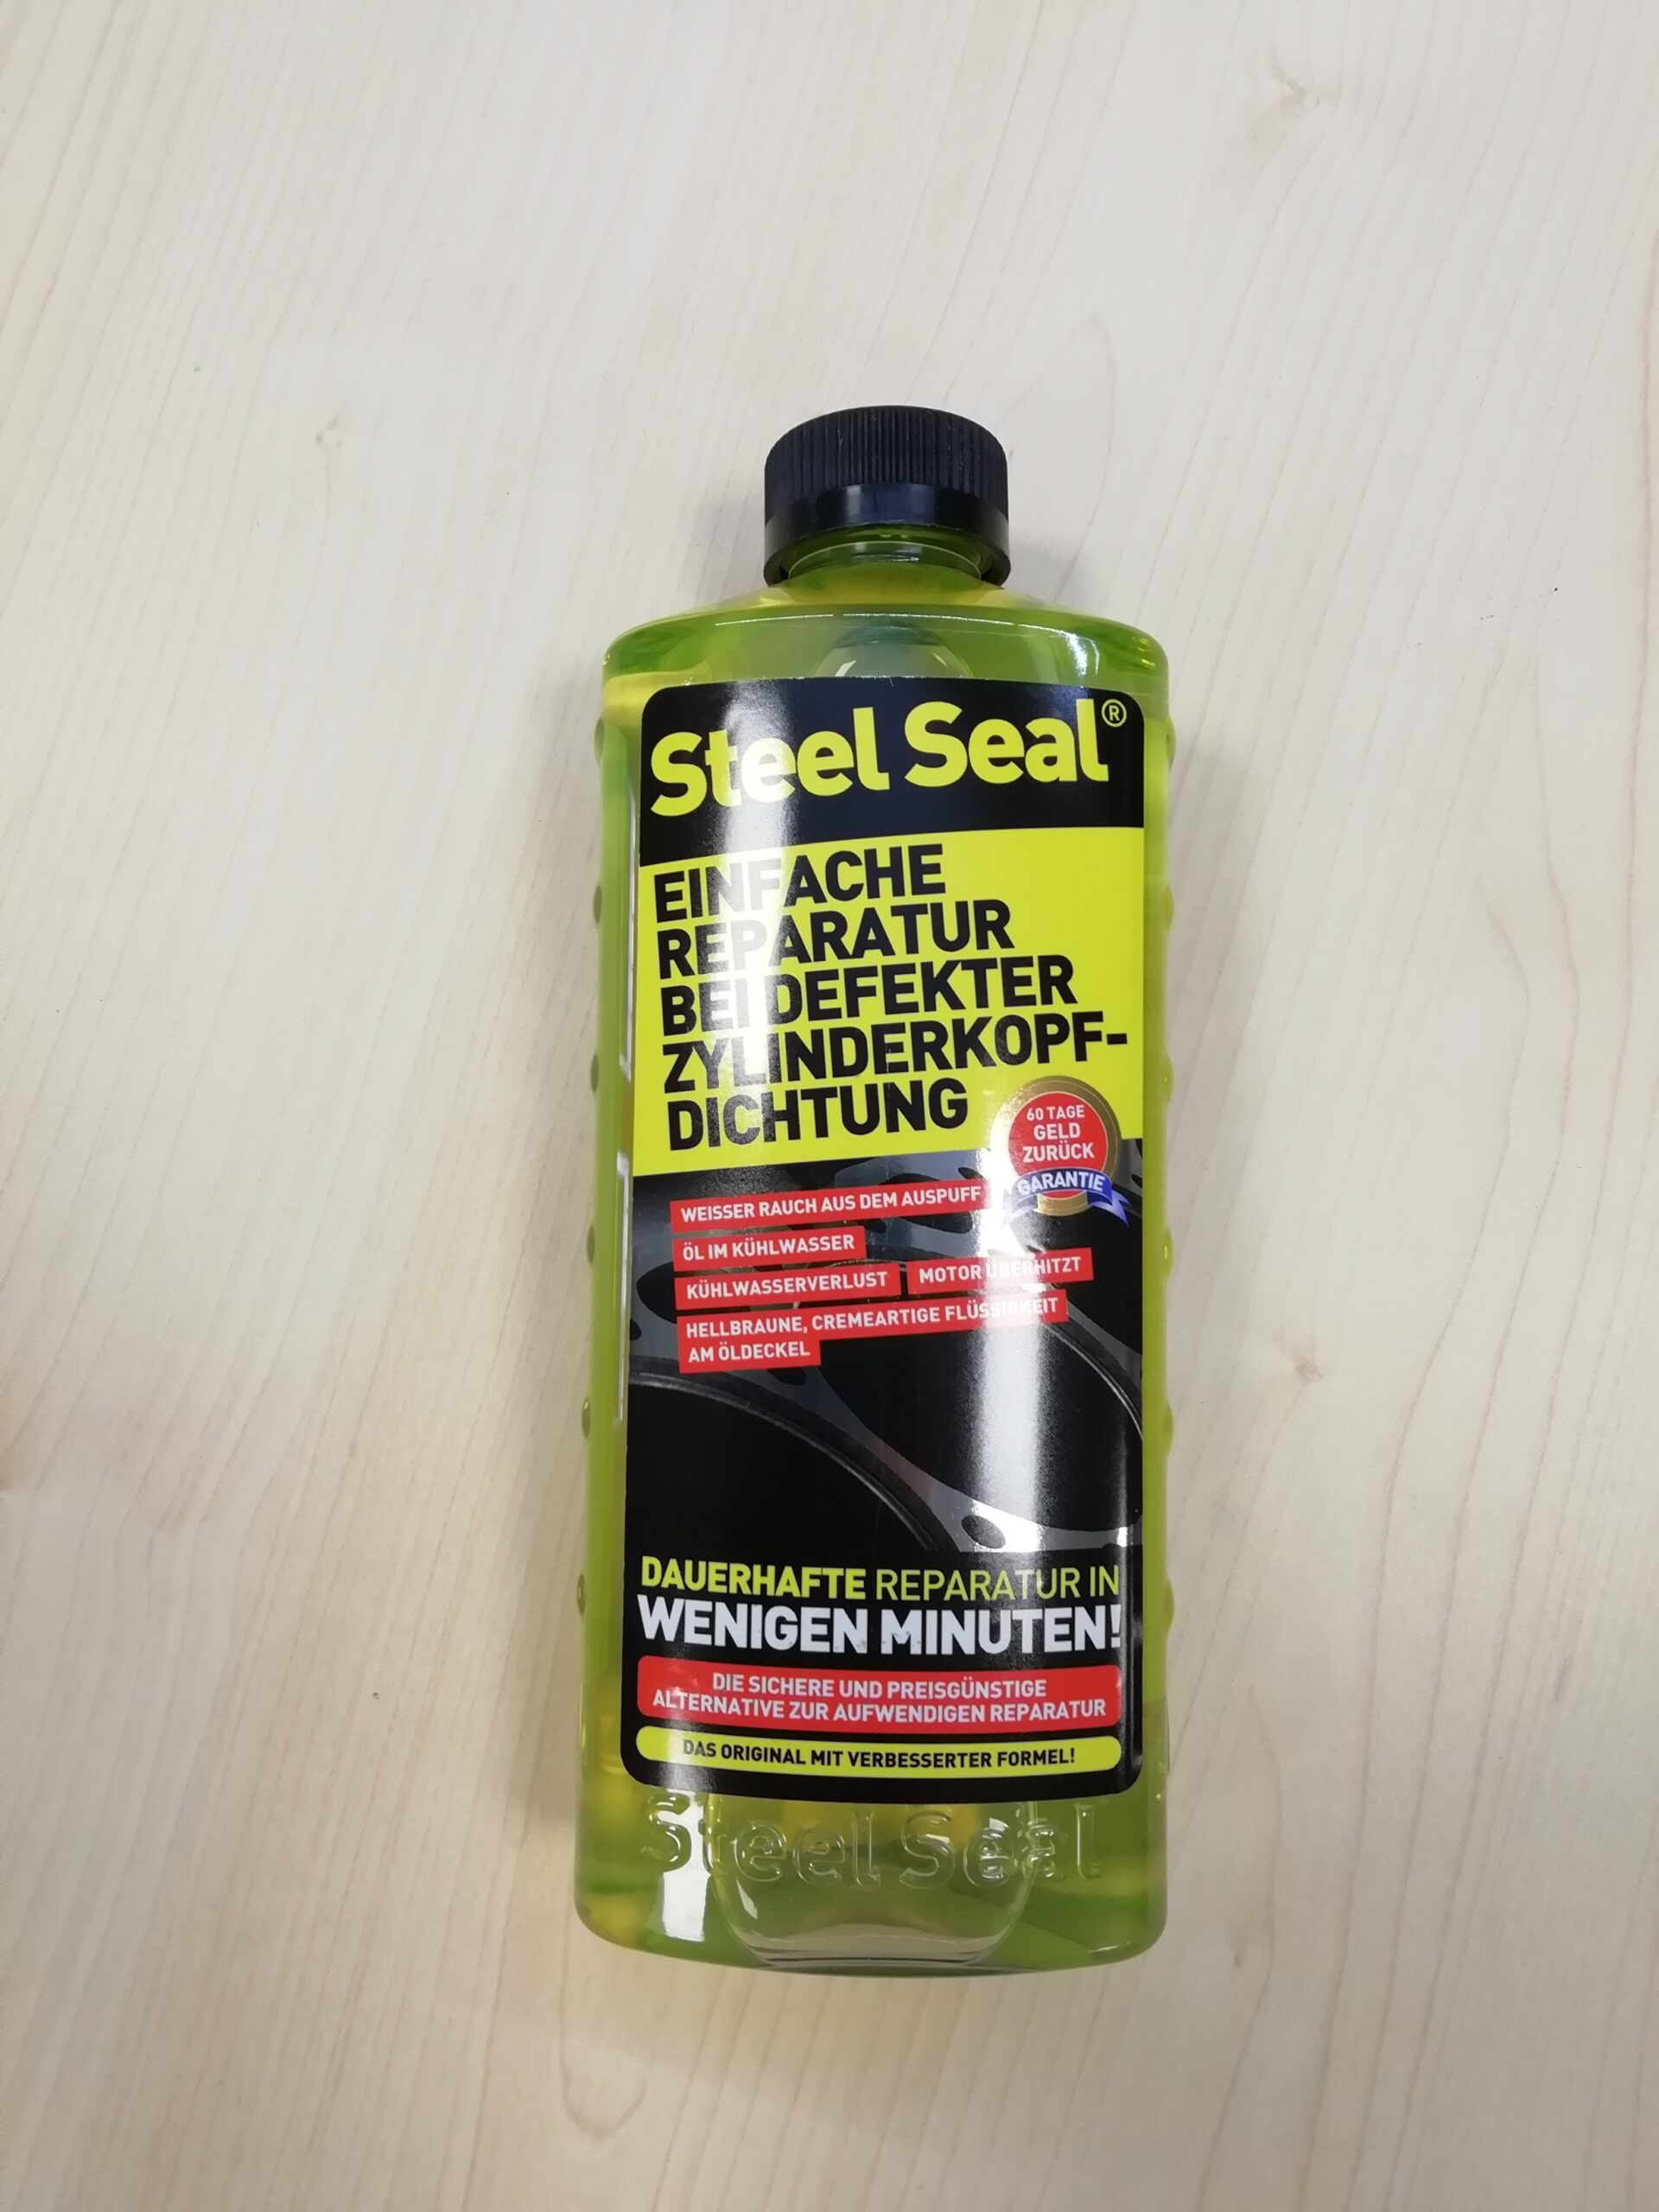 Steel Seal®
EINFACHE
REPARATUR
BEI DEFEKTER
ZYLINDERKOPF-
DICHTUNG
60 TAGE
GELD
ZURÜCK
GARANTIE
WEISSER RAUCH AUS DEM AUSPUFF
ÖL IM KÜHLWASSER
KÜHLWASSERVERLUST MOTOR ÜBERHITZT
HELLBRAUNE, CREMEARTIGE FLÜSSIGKEIT
AM ÖLDECKEL
DAUERHAFTE REPARATUR IN
WENIGEN MINUTEN!
DIE SICHERE UND PREISGÜNSTIGE
ALTERNATIVE ZUR AUFWENDIGEN REPARATUR
DAS ORIGINAL MIT VERBESSERTER FORMEL!
Steel Seal